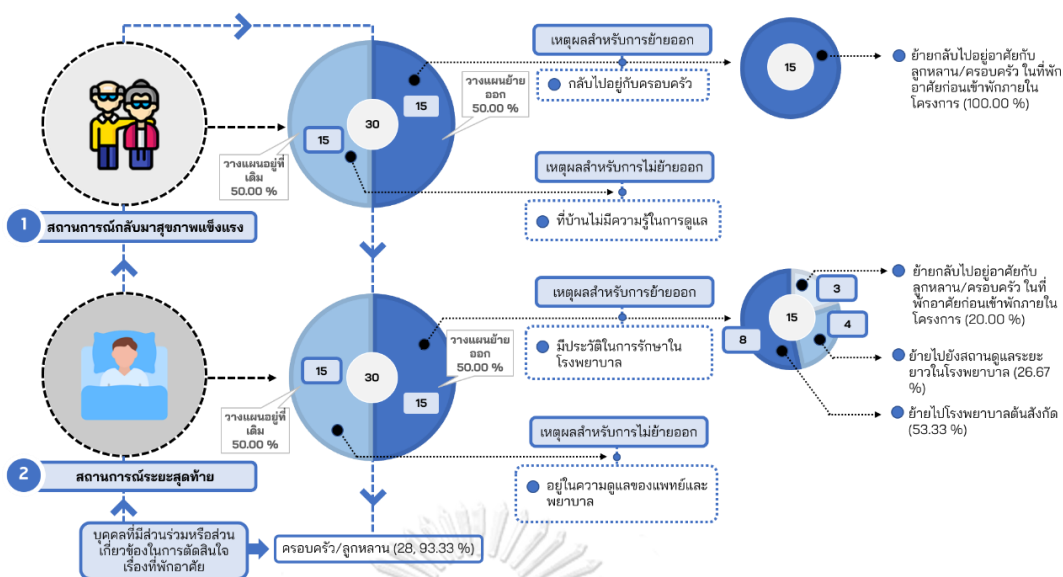 เหตุผลสำหรับการย้ายออก
กลับไปอยู่กับครอบครัว
วางแผนย้าย
ออก
50.00 %
15
30
15
วางแผนอยู่ที่
เดิม
50.00 %
15
ย้ายกลับไปอยู่อาศัยกับ
ลูกหลาน/ครอบครัว ในที่พัก
อาศัยก่อนเข้าพักภายใน
โครงการ (100.00 %)
เหตุผลสำหรับการไม่ย้ายออก
ที่บ้านไม่มีความรู้ในการดูแล
1
สถานการณ์กลับมาสุขภาพแข็งแรง
เหตุผลสำหรับการย้ายออก
มีประวัติในการรักษาใน
โรงพยาบาล
วางแผนย้าย
ออก
50.00 %
15
30
15
วางแผนอยู่ที่
เดิม
50.00 %
3
15
4
8
ย้ายกลับไปอยู่อาศัยกับ
ลูกหลาน/ครอบครัว ในที่
พักอาศัยก่อนเข้าพักภายใน
โครงการ (20.00 %)
ย้ายไปยังสถานดูแลระยะ
ยาวในโรงพยาบาล (26.67
%)
ย้ายไปโรงพยาบาลต้นสังกัด
(53.33 %)
เหตุผลสำหรับการไม่ย้ายออก
อยู่ในความดูแลของแพทย์และ
พยาบาล
2
สถานการณ์ระยะสุดท้าย
บุคคลที่มีส่วนร่วมหรือส่วน
เกี่ยวข้องในการตัดสินใจ
เรื่องที่พักอาศัย
ครอบครัว/ลูกหลาน (28, 93.33 %)